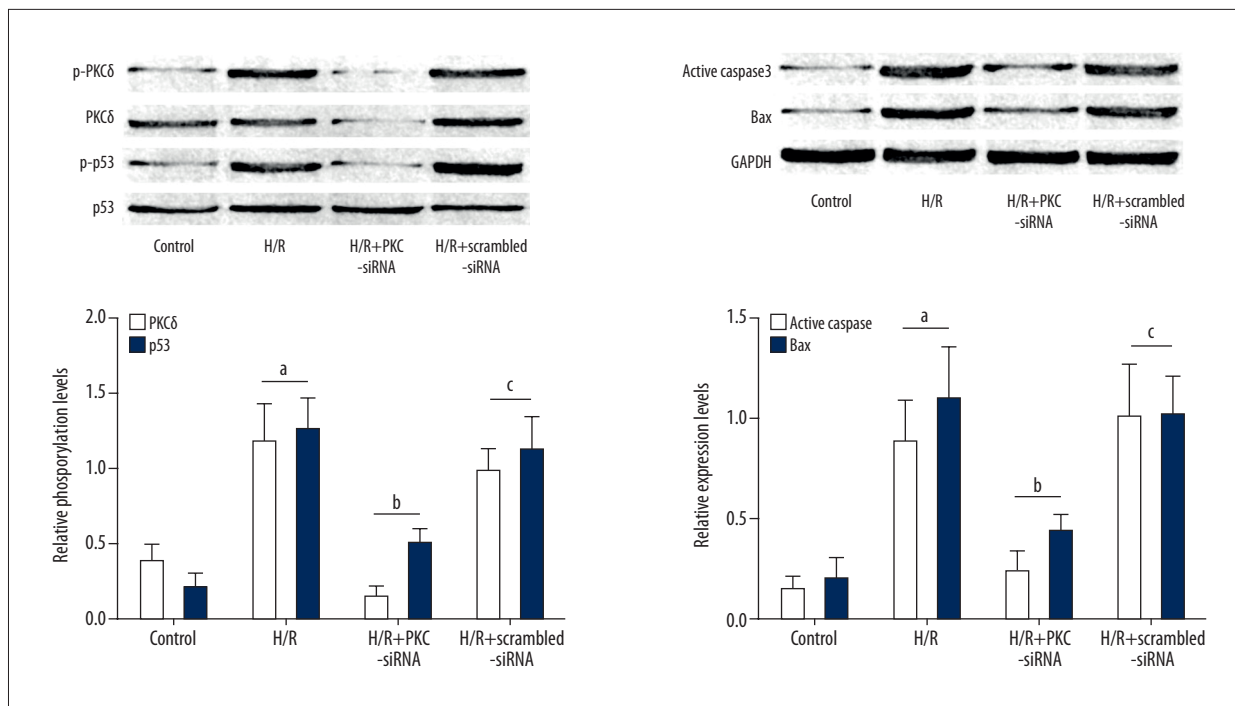 p-PKCδ
PKCδ
p-p53
p53
Control H/R H/R+PKC H/R+scrambled
-siRNA -siRNA
Active caspase3
Bax
GAPDH
Control H/R H/R+PKC H/R+scrambled
-siRNA -siRNA
Relative phosporylation levels
2.0
1.5
1.0
0.5
0.0
PKCδ
p53
a
b
c
Control H/R H/R+PKC H/R+scrambled
-siRNA -siRNA
Relative expression levels
1.5
1.0
0.5
0.0
Active caspase
Bax
a
b
c
Control H/R H/R+PKC H/R+scrambled
-siRNA -siRNA